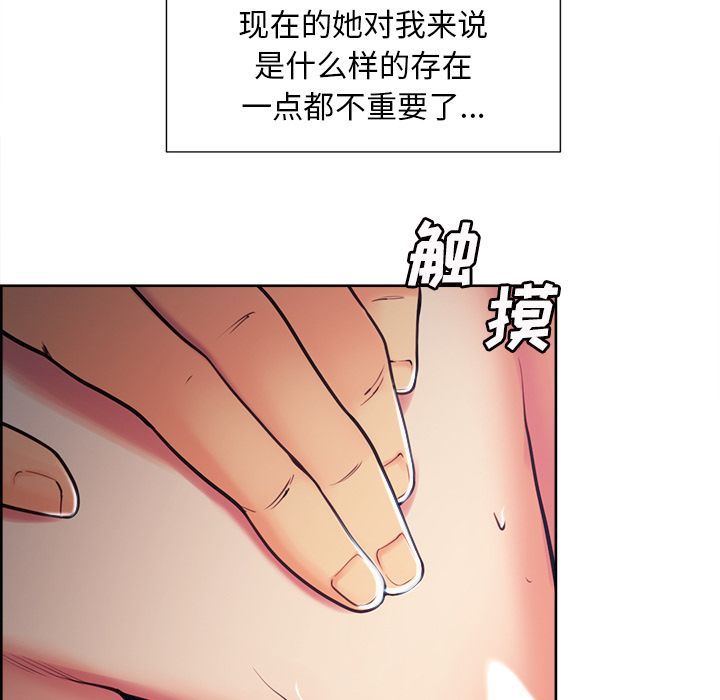 现在的她对我来说
是什么样的存在
一点都不重要了...
触
摸